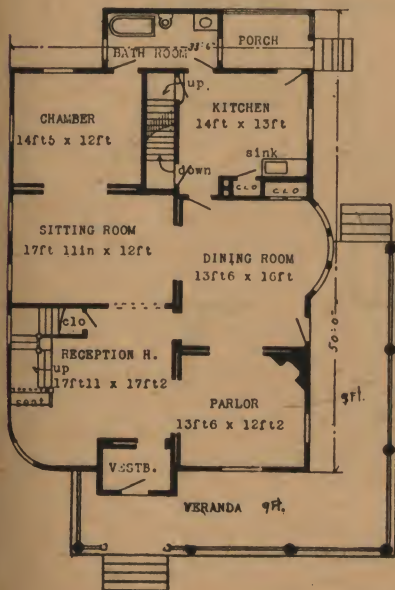 BATH ROOM
33'6"
PORCH
up.
CHAMBER
14ft5 x 12ft
KITCHEN
14ft x 13ft
sink
down
CLO
CLO
SITTING ROOM
17ft 11in x 12ft
DINING ROOM
13ft6 x 16ft
clo
50'-0"
RECEPTION H.
up
17ft11 x 17ft2
seat
PARLOR
13ft6 x 12ft2
9ft.
VESTB.
VERANDA 9ft.